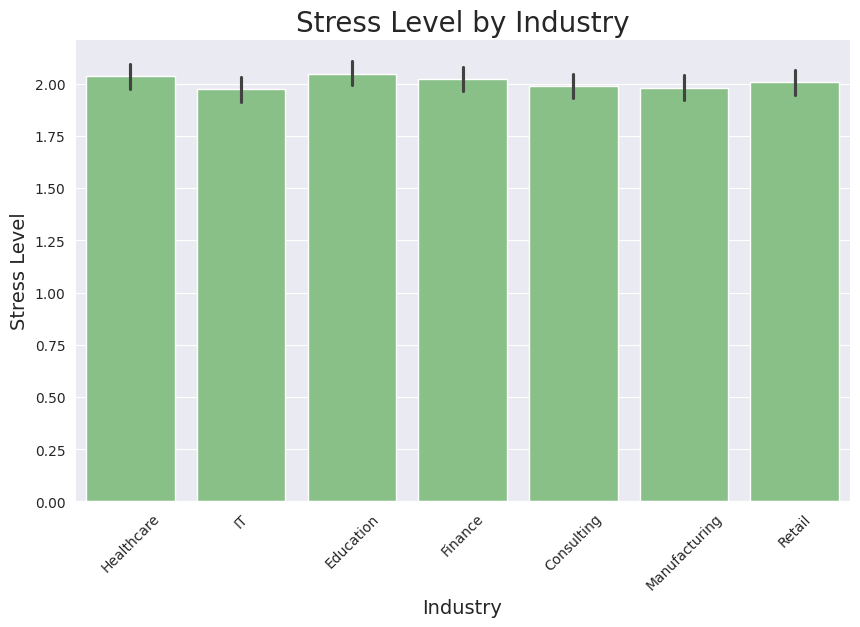 Stress Level by Industry
Stress Level
2.00
1.75
1.50
1.25
1.00
0.75
0.50
0.25
0.00
Healthcare
IT
Education
Finance
Consulting
Manufacturing
Retail
Industry